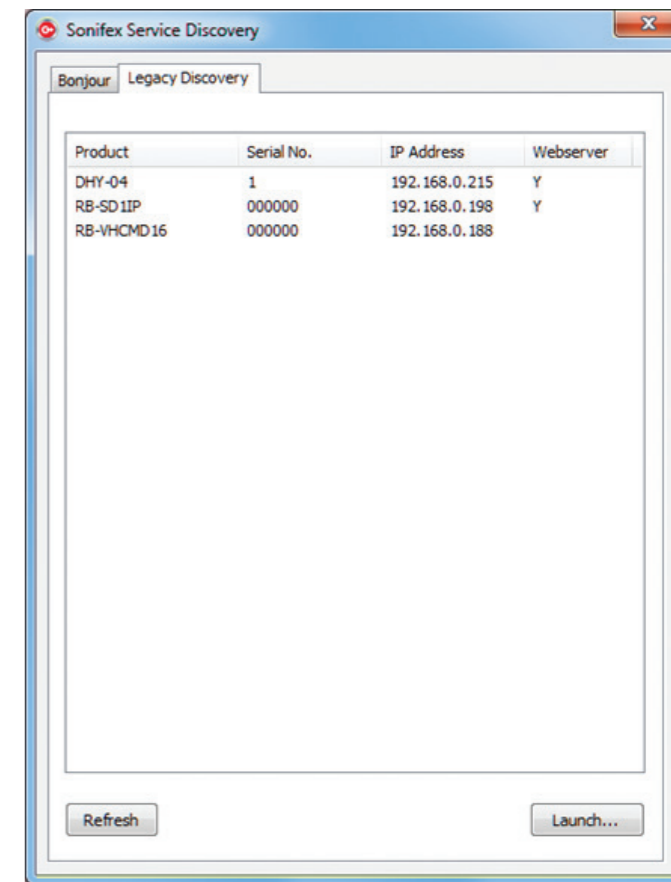 Sonifex Service Discovery
Bonjour Legacy Discovery
Product Serial No. IP Address Webserver
DHY-04 1 192.168.0.215 Y
RB-SD1IP 000000 192.168.0.198 Y
RB-VHCMD16 000000 192.168.0.188
Refresh Launch...